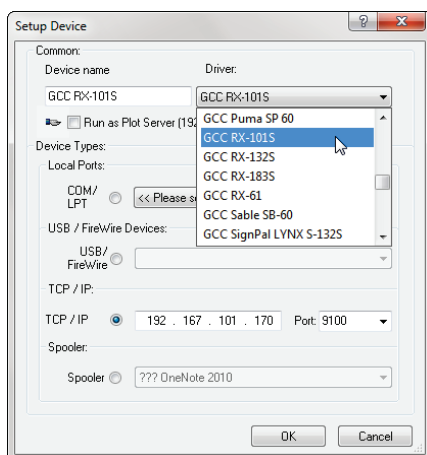 Setup Device
Common:
Device name Driver:
GCC RX-101S GCC RX-101S
Run as Plot Server (192
GCC Puma SP 60
GCC RX-101S
GCC RX-132S
GCC RX-183S
GCC RX-61
GCC Sable SB-60
GCC SignPal LYNX S-132S
Device Types:
Local Ports:
COM/
LPT
<< Please se
USB / FireWire Devices:
USB/
FireWire
TCP / IP:
TCP / IP 192 . 167 . 101 . 170 Port: 9100
Spooler:
Spooler ??? OneNote 2010
OK Cancel